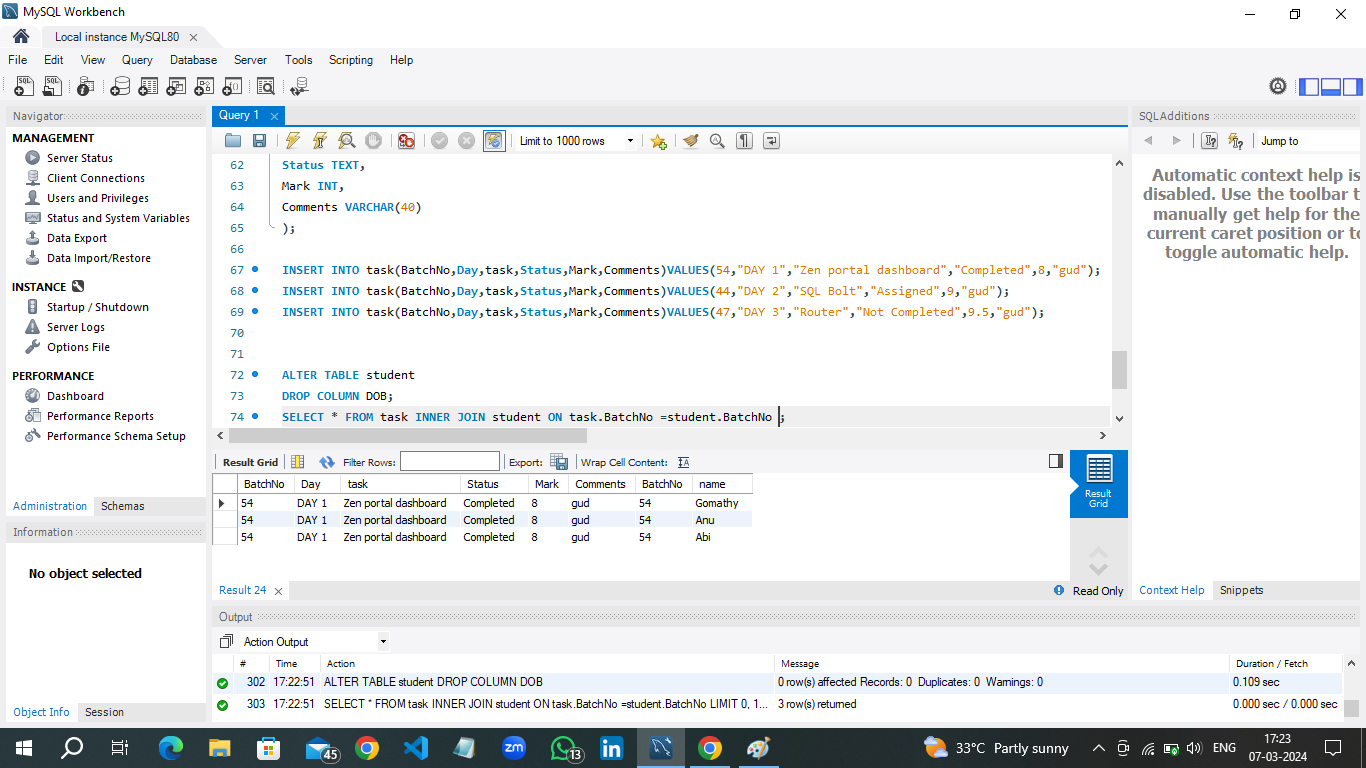 MySQL Workbench
Local instance MySQL80
File Edit View Query Database Server Tools Scripting Help
Navigator
MANAGEMENT
Server Status
Client Connections
Users and Privileges
Status and System Variables
Data Export
Data Import/Restore
INSTANCE
Startup / Shutdown
Server Logs
Options File
PERFORMANCE
Dashboard
Performance Reports
Performance Schema Setup
Administration Schemas
Information
No object selected
Object Info Session
Query 1
Limit to 1000 rows
62 Status TEXT,
63 Mark INT,
64 Comments VARCHAR(40)
65 );
66
67 INSERT INTO task(BatchNo,Day,task,Status,Mark,Comments)VALUES(54,"DAY 1","Zen portal dashboard","Completed",8,"gud");
68 INSERT INTO task(BatchNo,Day,task,Status,Mark,Comments)VALUES(44,"DAY 2","SQL Bolt","Assigned",9,"gud");
69 INSERT INTO task(BatchNo,Day,task,Status,Mark,Comments)VALUES(47,"DAY 3","Router","Not Completed",9.5,"gud");
70
71
72 ALTER TABLE student
73 DROP COLUMN DOB;
74 SELECT * FROM task INNER JOIN student ON task.BatchNo =student.BatchNo ;
Result Grid Filter Rows: Export: Wrap Cell Content:
BatchNo Day task Status Mark Comments BatchNo name
54 DAY 1 Zen portal dashboard Completed 8 gud 54 Gomathy
54 DAY 1 Zen portal dashboard Completed 8 gud 54 Anu
54 DAY 1 Zen portal dashboard Completed 8 gud 54 Abi
Result
Grid
Result 24
Read Only
SQLAdditions
Jump to
Automatic context help is
disabled. Use the toolbar t
manually get help for the
current caret position or to
toggle automatic help.
Context Help Snippets
Output
Action Output
# Time Action Message Duration / Fetch
302 17:22:51 ALTER TABLE student DROP COLUMN DOB 0 row(s) affected Records: 0 Duplicates: 0 Warnings: 0 0.109 sec
303 17:22:51 SELECT * FROM task INNER JOIN student ON task.BatchNo =student.BatchNo LIMIT 0, 1... 3 row(s) returned 0.000 sec / 0.000 sec
45
zm
13
in
33°C Partly sunny
ENG
17:23
07-03-2024